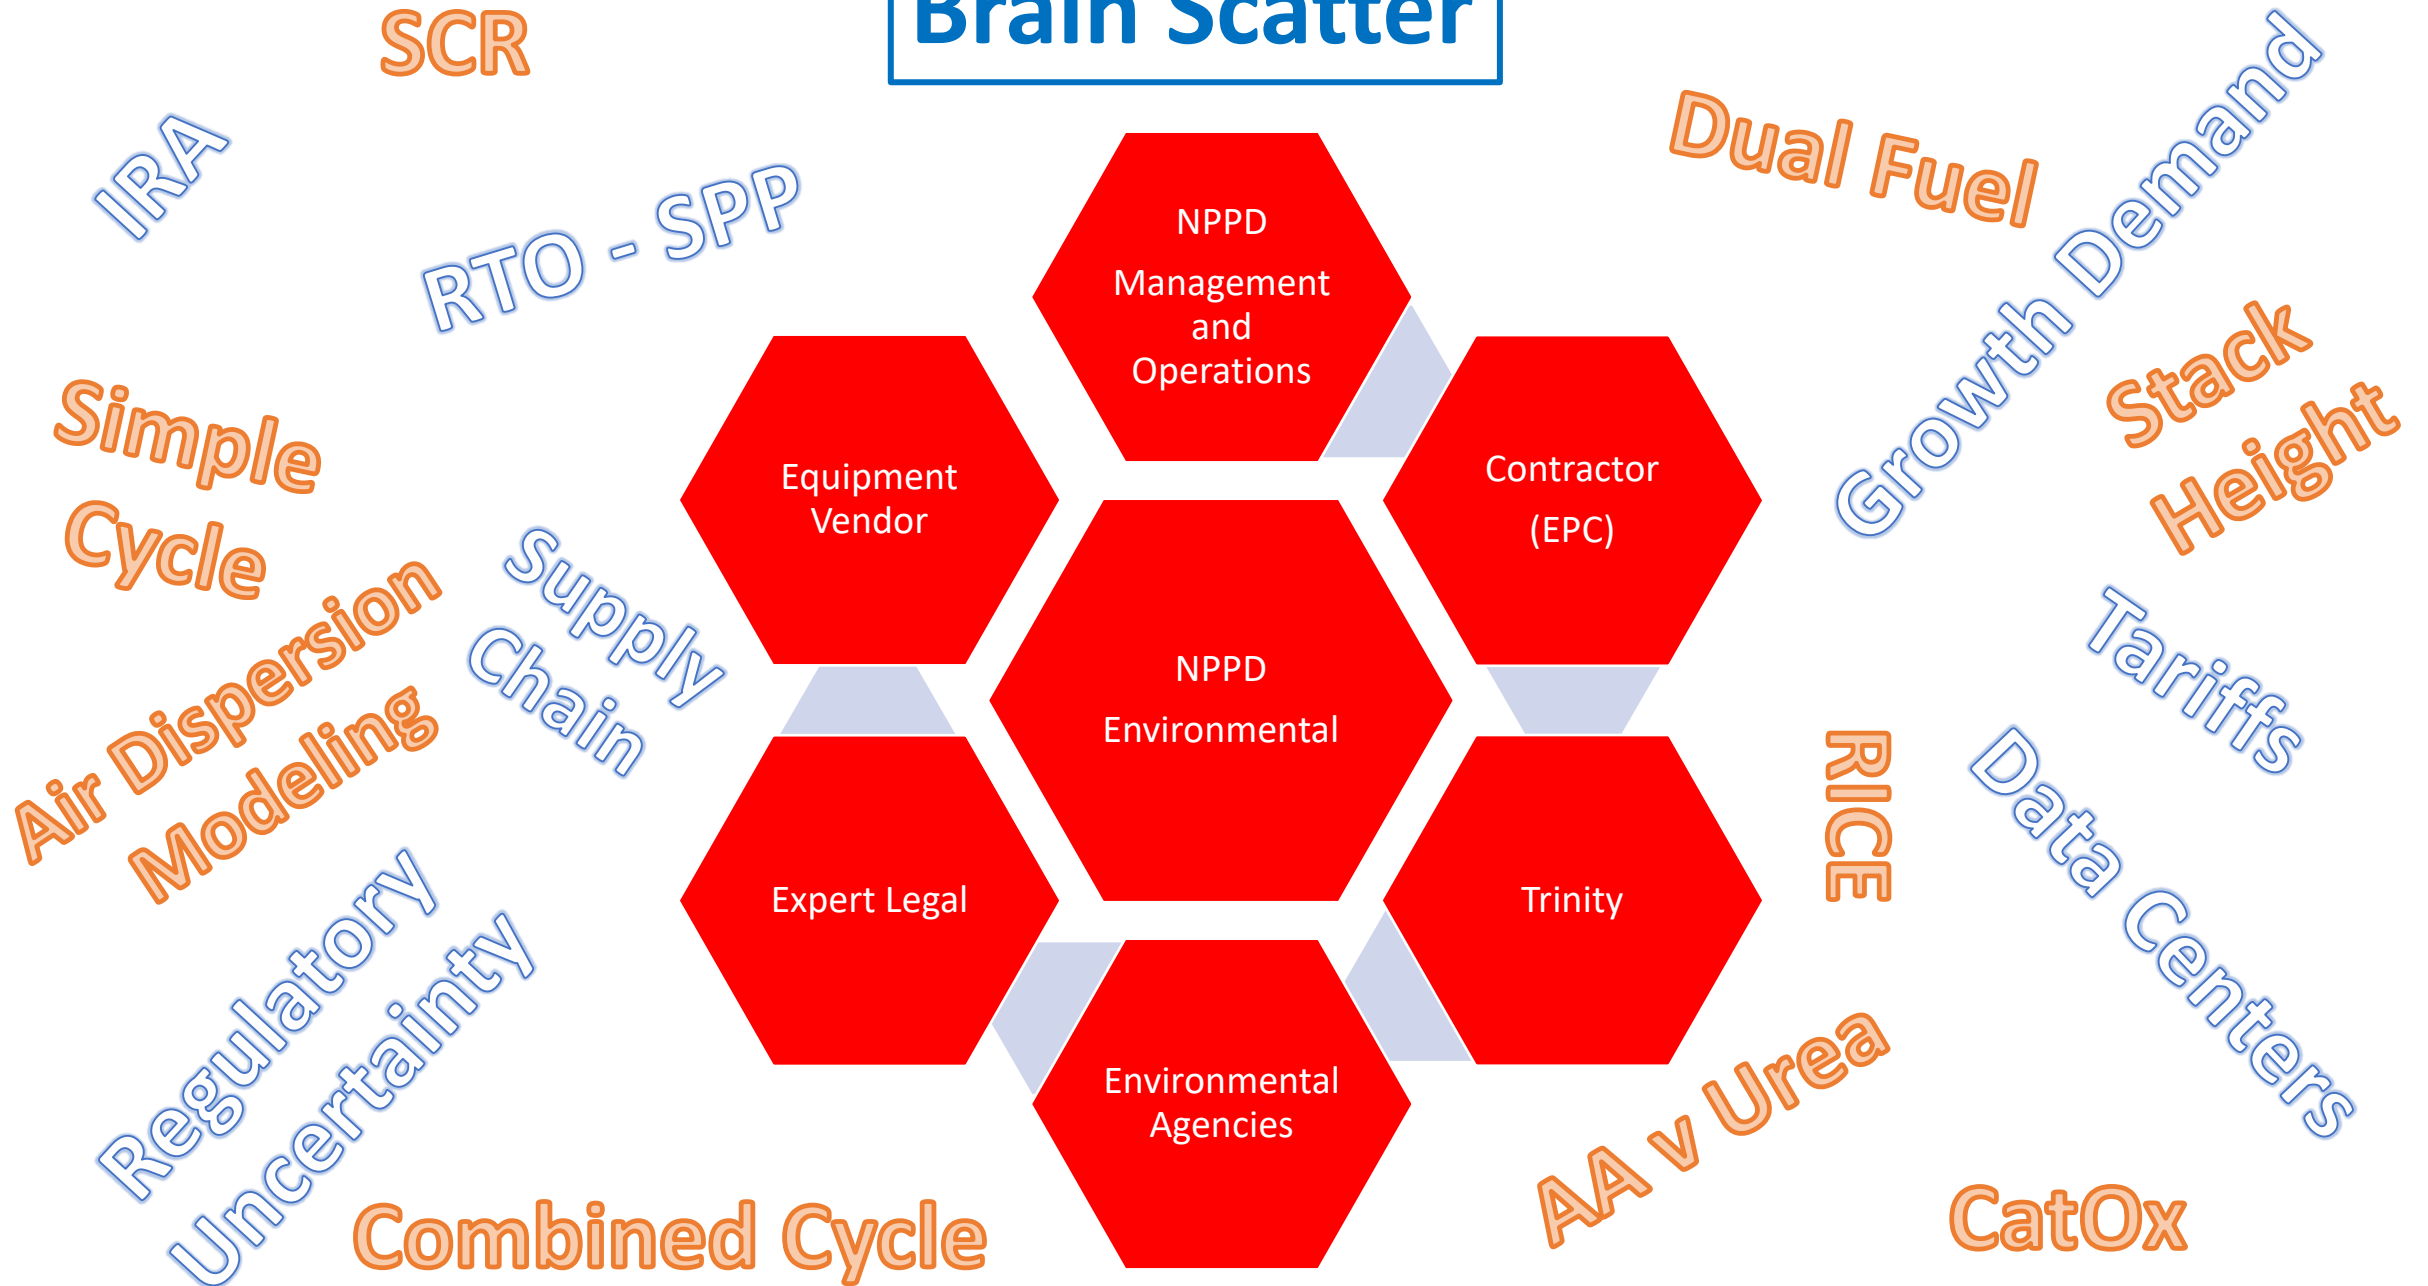 Brain Scatter
SCR
IRA
RTO - SPP
Dual Fuel
Growth Demand
Stack
Height
Simple
Cycle
Supply
Chain
Air Dispersion
Modeling
Regulatory
Uncertainty
Combined Cycle
NPPD
Management
and
Operations
Equipment
Vendor
Contractor
(EPC)
NPPD
Environmental
Expert Legal
Trinity
Environmental
Agencies
Tariffs
RICE
Data Centers
AA v Urea
CatOx